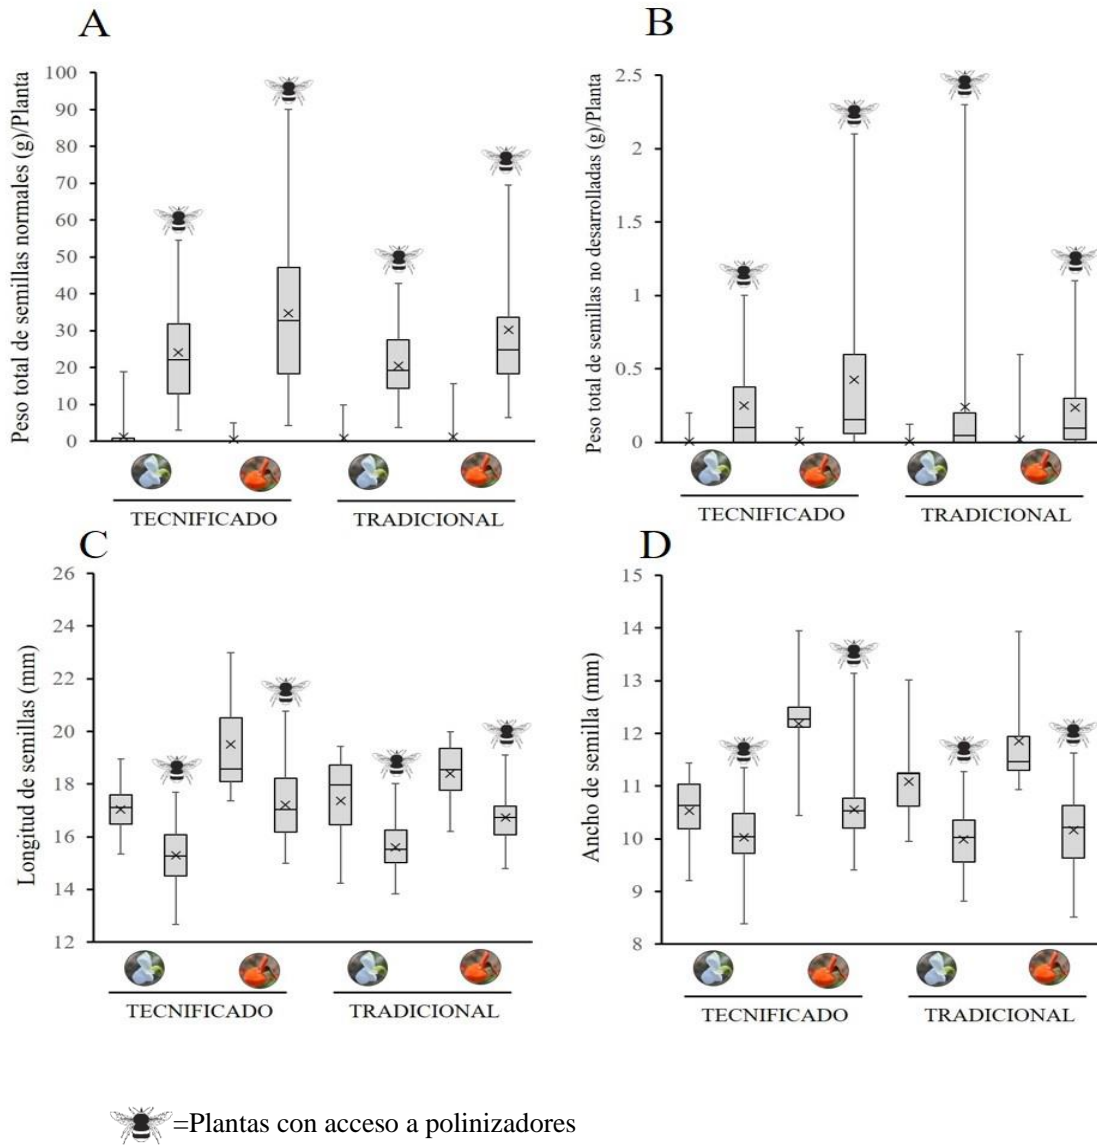 A
Peso total de semillas normales (g)/Planta
100
90
80
70
60
50
40
30
20
10
0
TECNIFICADO
TRADICIONAL
B
Peso total de semillas no desarrolladas (g)/Planta
2.5
2
1.5
1
0.5
0
TECNIFICADO
TRADICIONAL
C
Longitud de semillas (mm)
26
24
22
20
18
16
14
12
TECNIFICADO
TRADICIONAL
D
Ancho de semilla (mm)
15
14
13
12
11
10
9
8
TECNIFICADO
TRADICIONAL
=Plantas con acceso a polinizadores